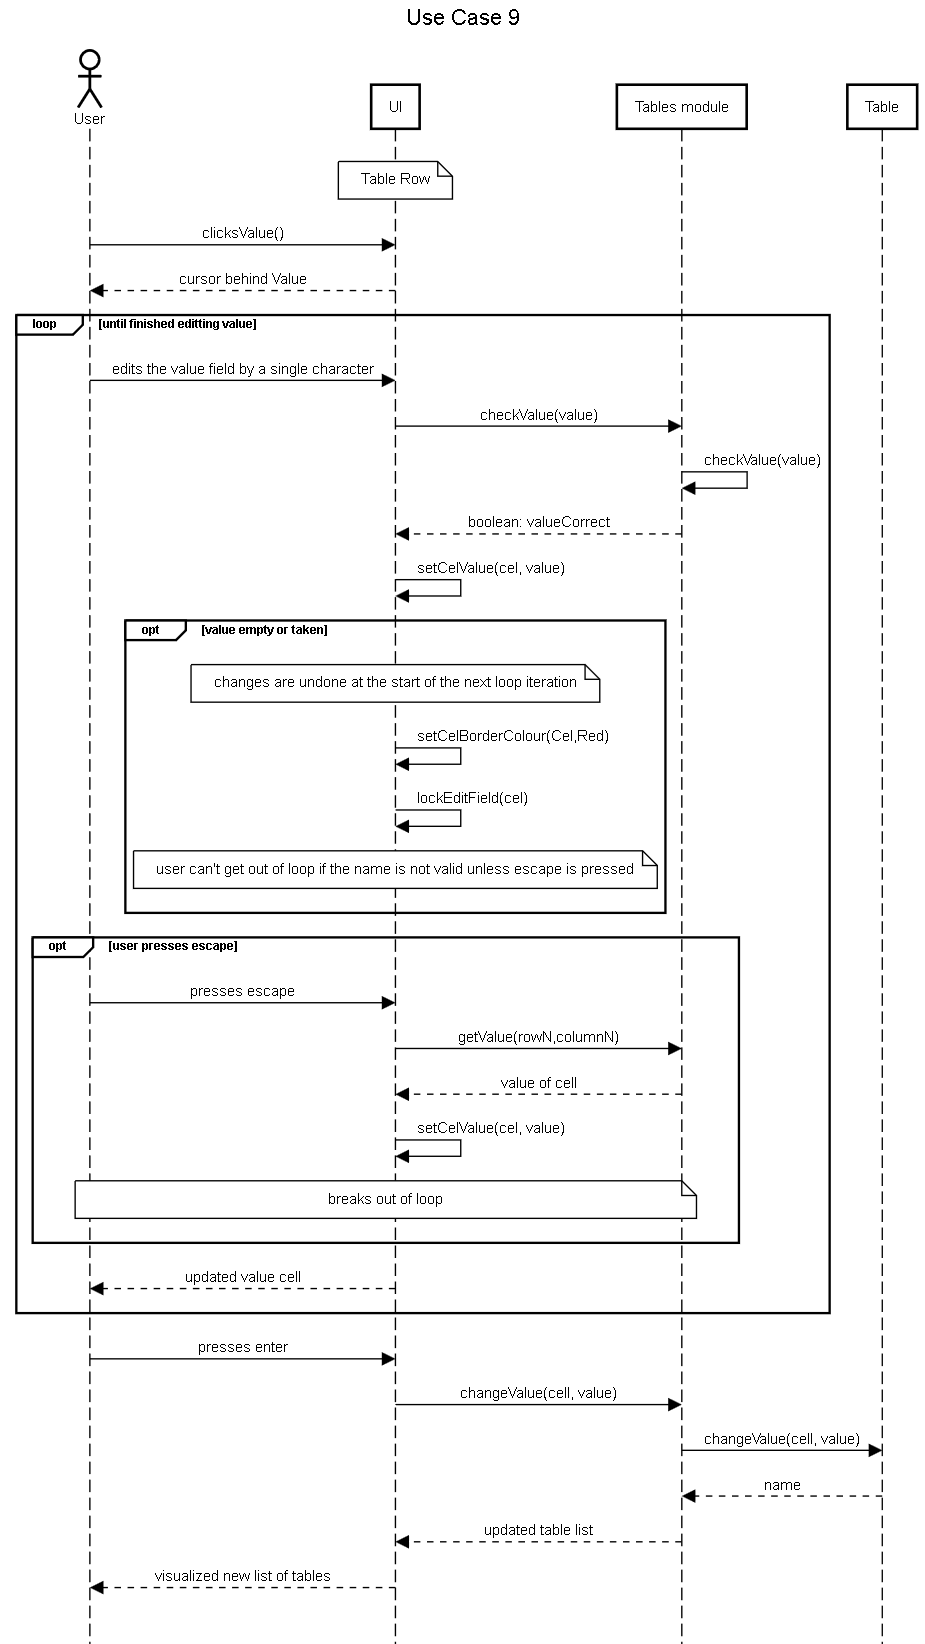 Use Case 9
User
UI
Tables module
Table
Table Row
clicksValue()
cursor behind Value
loop
[until finished editting value]
edits the value field by a single character
checkValue(value)
checkValue(value)
boolean: valueCorrect
setCelValue(cel, value)
opt
[value empty or taken]
changes are undone at the start of the next loop iteration
setCelBorderColour(Cel,Red)
lockEditField(cel)
user can't get out of loop if the name is not valid unless escape is pressed
opt
[user presses escape]
presses escape
getValue(rowN,columnN)
value of cell
setCelValue(cel, value)
breaks out of loop
updated value cell
presses enter
changeValue(cell, value)
changeValue(cell, value)
name
updated table list
visualized new list of tables